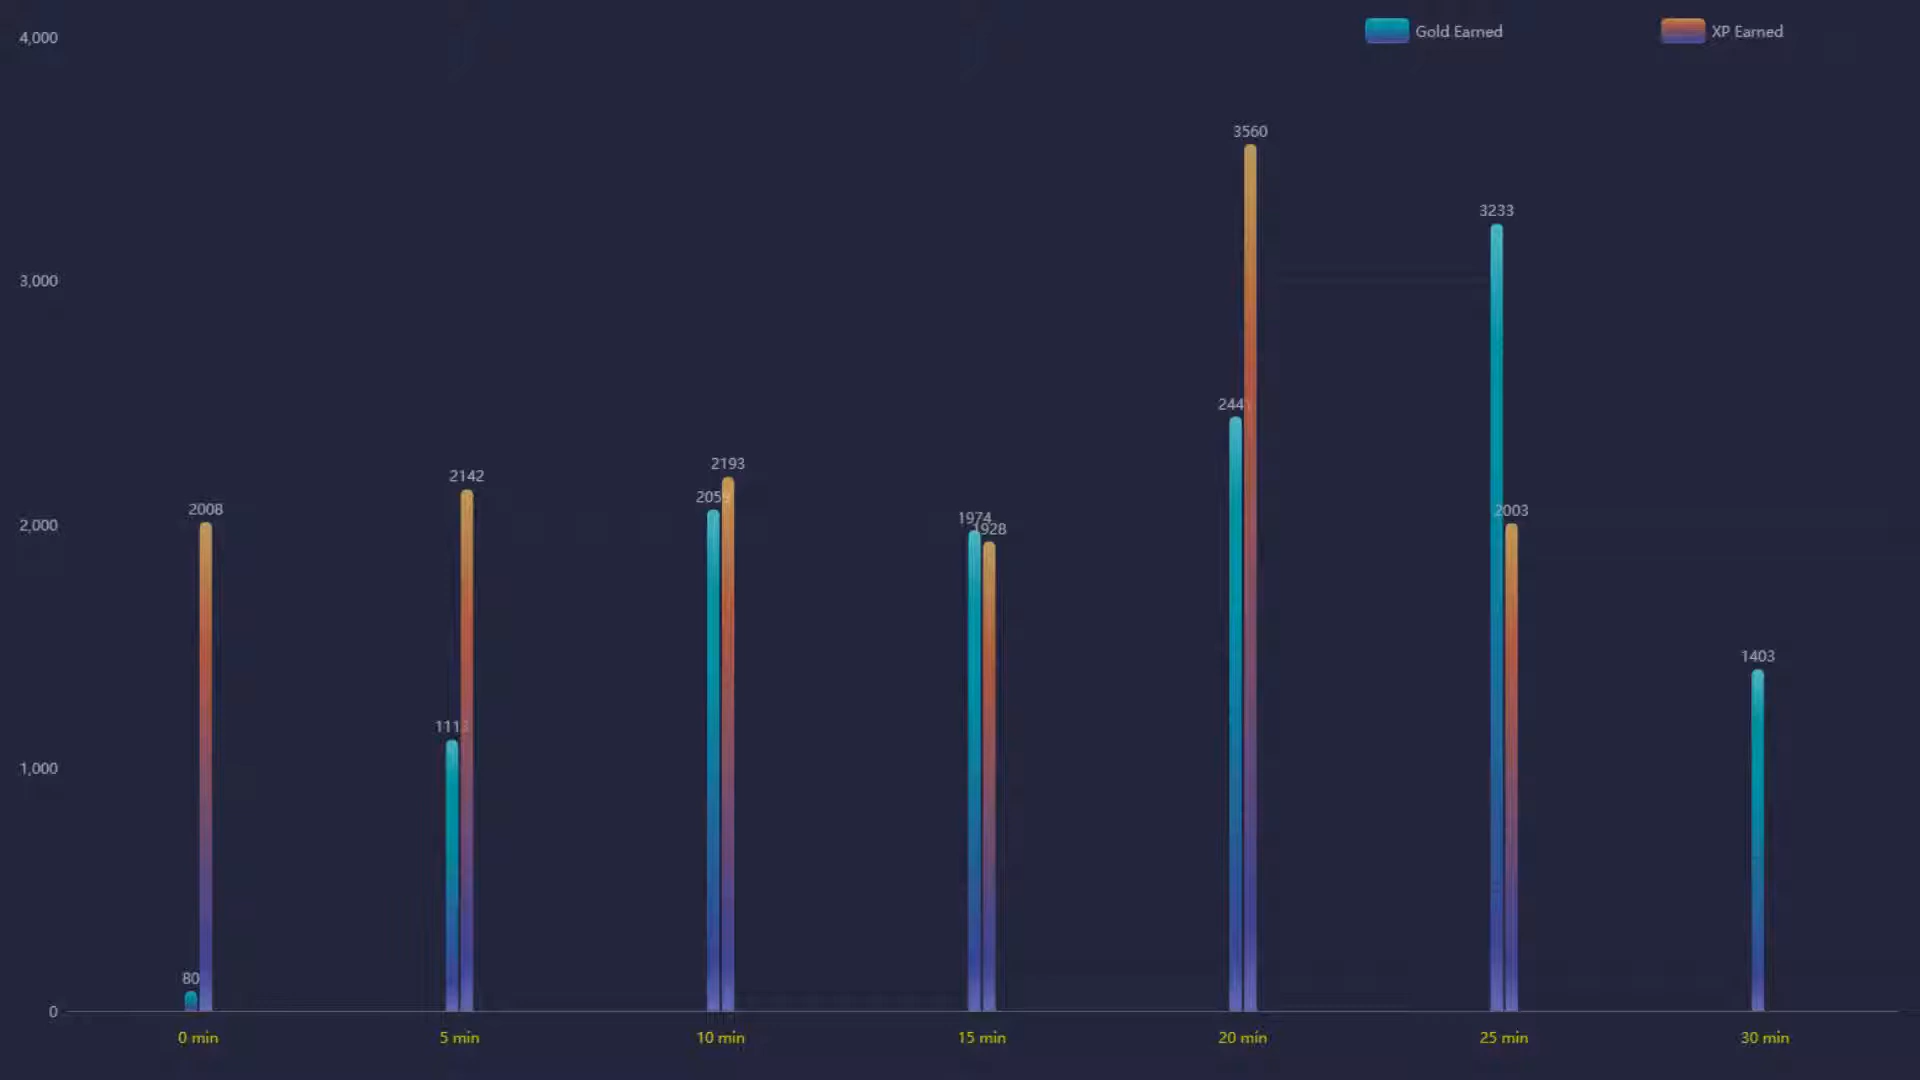 4,000
Gold Earned
XP Earned
3560
3233
3,000
2193
2142
2008
2,000
1974
1928
2003
1403
1,000
80
0
0 min
5 min
10 min
15 min
20 min
25 min
30 min